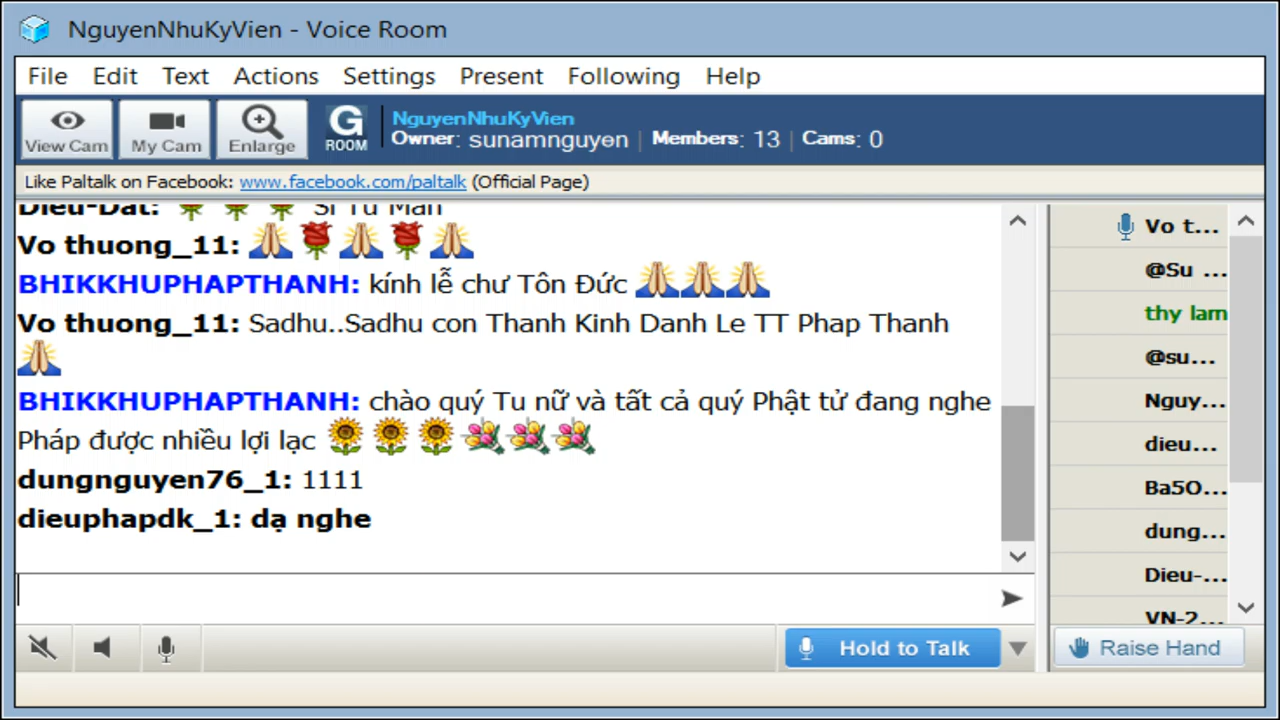 NguyenNhuKyVien - Voice Room
File Edit Text Actions Settings Present Following Help
View Cam My Cam Enlarge G ROOM
NguyenNhuKyVien
Owner: sunamnguyen | Members: 13 | Cams: 0
Like Paltalk on Facebook: www.facebook.com/paltalk (Official Page)
Dieu-Dat: Si Tu Man
Vo thuong_11:
BHIKKHUPHAPTHANH: kính lễ chư Tôn Đức
Vo thuong_11: Sadhu..Sadhu con Thanh Kinh Danh Le TT Phap Thanh
BHIKKHUPHAPTHANH: chào quý Tu nữ và tất cả quý Phật tử đang nghe
Pháp được nhiều lợi lạc
dungnguyen76_1: 1111
dieuphapdk_1: dạ nghe
Vo t...
@Su ...
thy lam
@su...
Nguy...
dieu...
Ba5O...
dung...
Dieu-...
VN-2...
Hold to Talk
Raise Hand